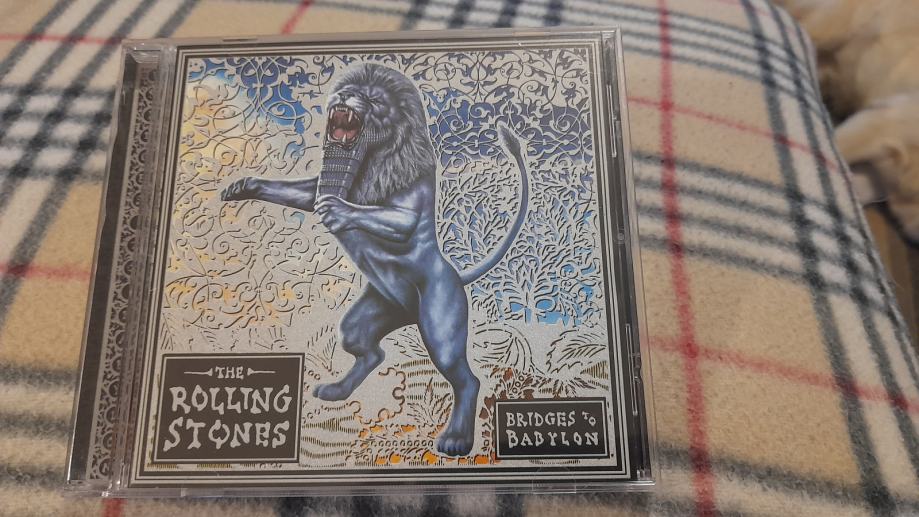 THE
ROLLING
STONES
BRIDGES TO
BABYLON